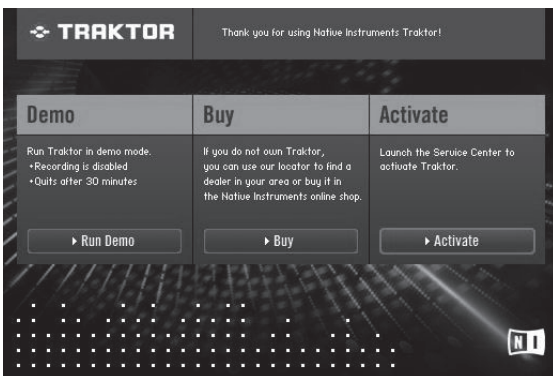 TRAKTOR
Thank you for using Native Instruments Traktor!
Demo
Run Traktor in demo mode.
•Recording is disabled
•Quits after 30 minutes
Run Demo
Buy
If you do not own Traktor,
you can use our locator to find a
dealer in your area or buy it in
the Native Instruments online shop.
Buy
Activate
Launch the Service Center to
activate Traktor.
Activate
NI